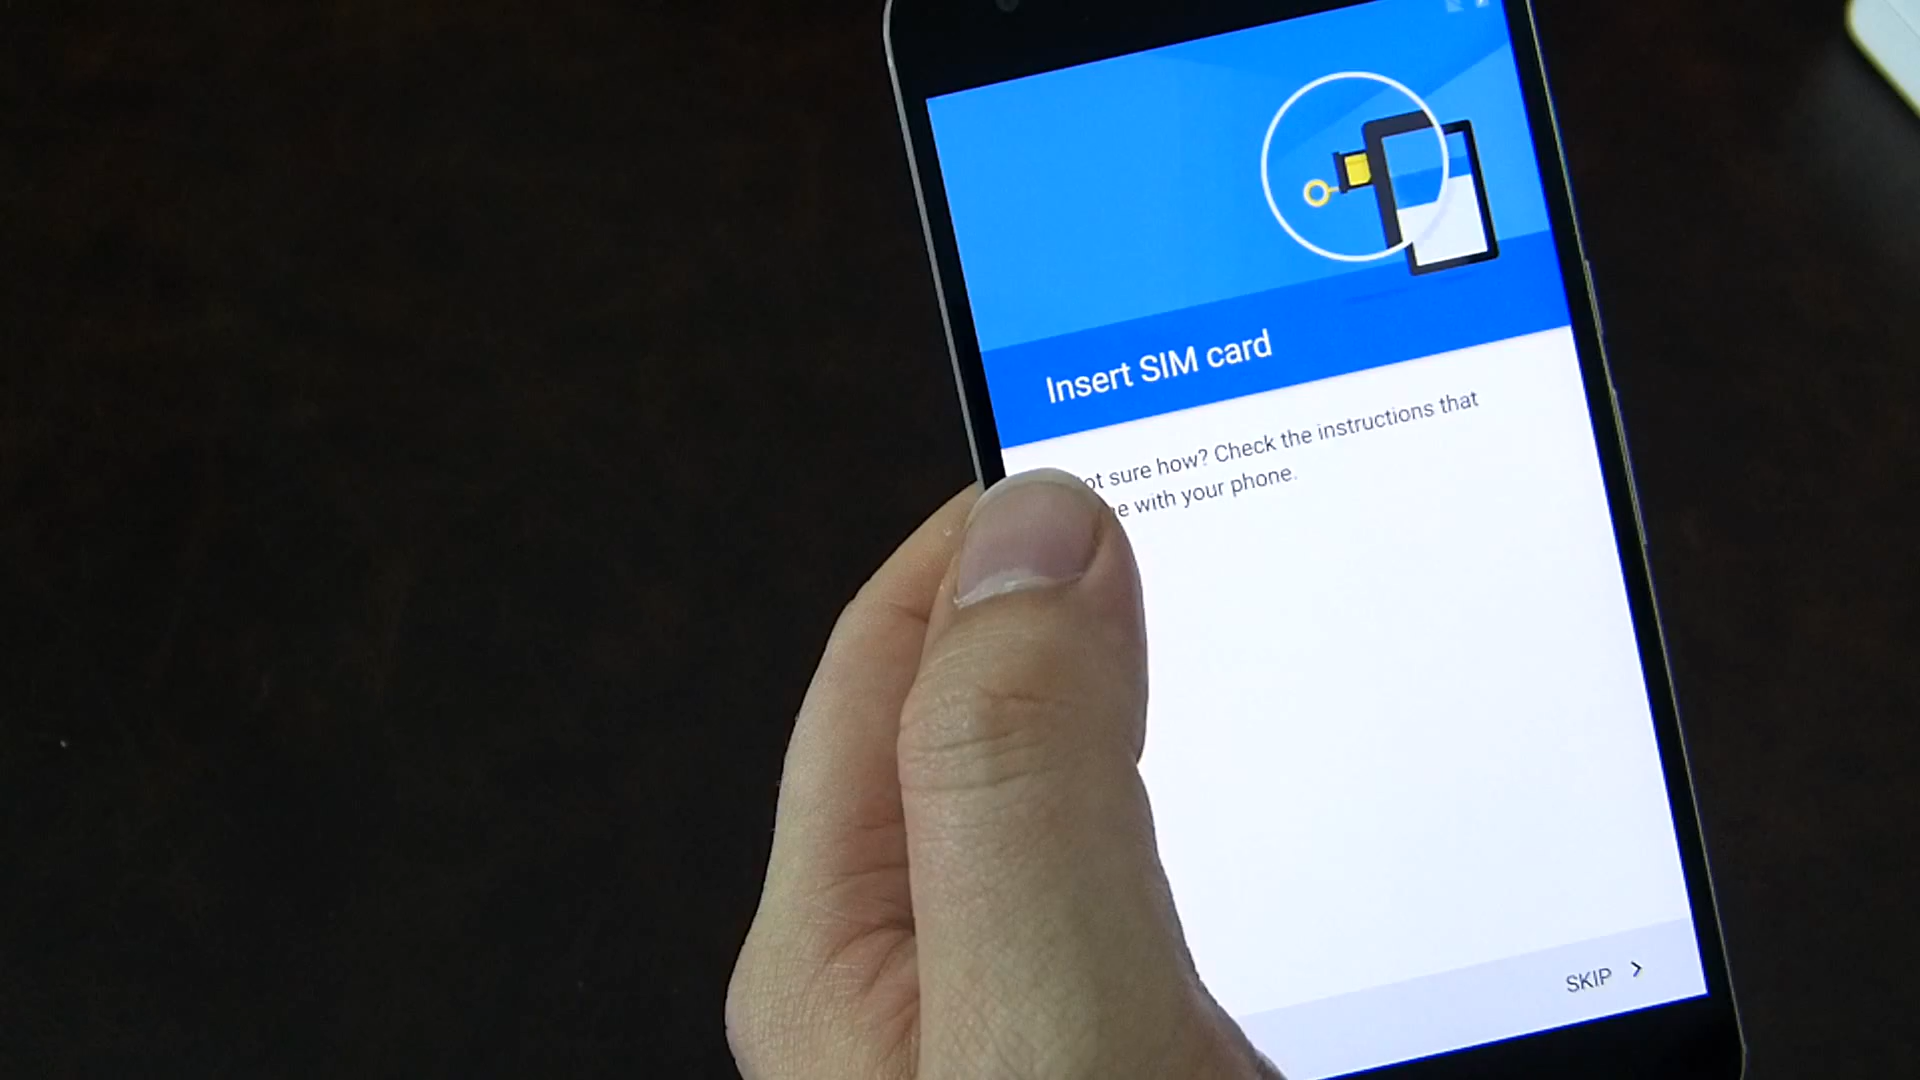 Insert SIM card
ot sure how? Check the instructions that
e with your phone.
SKIP